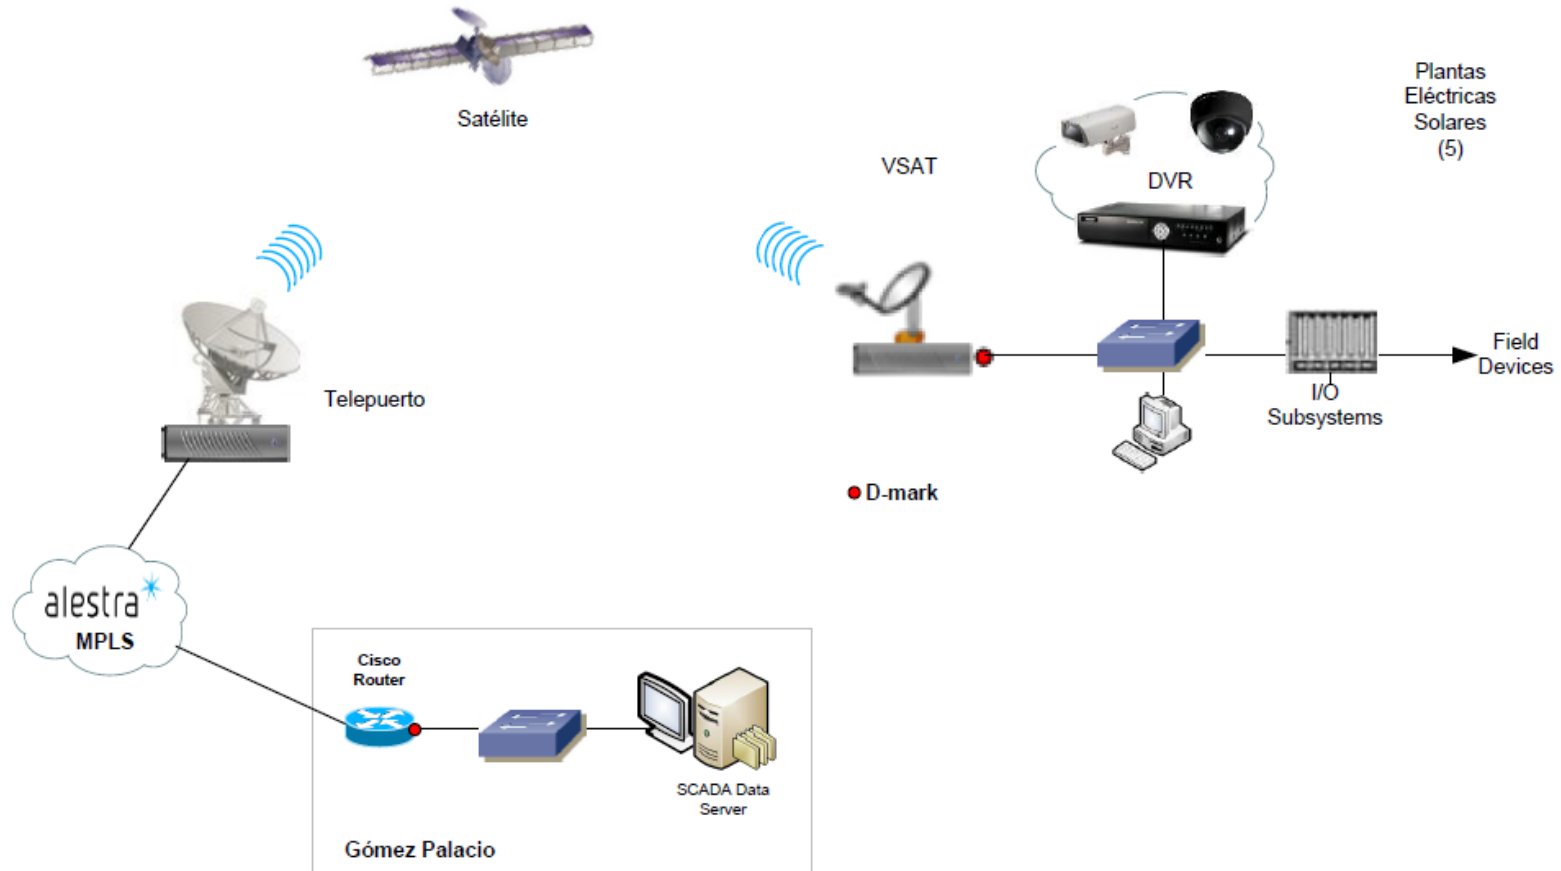 Satélite
Plantas
Eléctricas
Solares
(5)
VSAT
DVR
Telepuerto
Field
Devices
I/O
Subsystems
D-mark
alestra
MPLS
Cisco
Router
SCADA Data
Server
Gómez Palacio